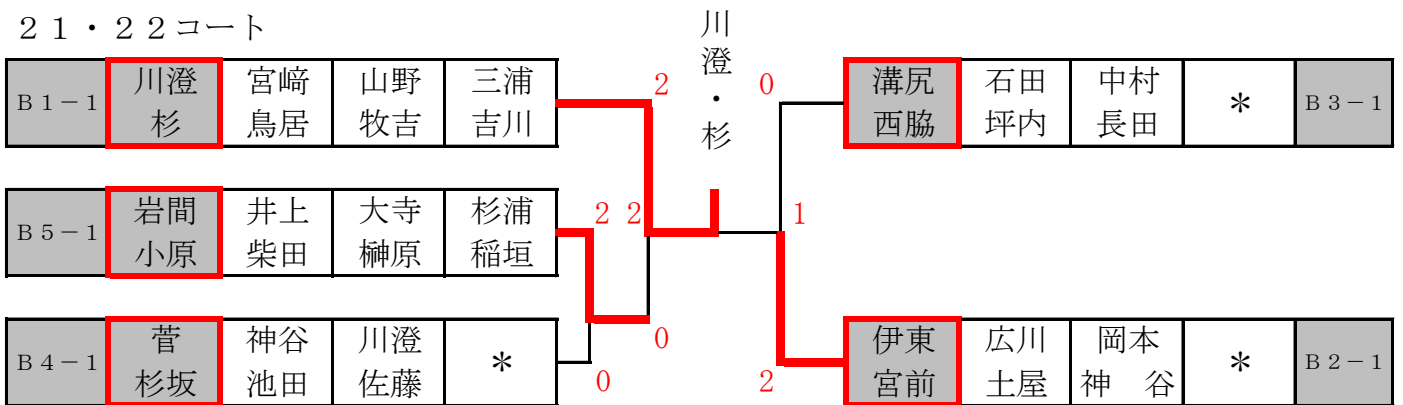 ２１・２２コート
川澄・杉
Ｂ１－１ 川澄 宮﨑 山野 三浦
杉 鳥居 牧吉 吉川
2 0
溝尻 石田 中村 ＊ Ｂ３－１
西脇 坪内 長田
Ｂ５－１ 岩間 井上 大寺 杉浦
小原 柴田 榊原 稲垣
2 2 1
Ｂ４－１ 菅 神谷 川澄 ＊
杉坂 池田 佐藤
0 0 2
伊東 広川 岡本 ＊ Ｂ２－１
宮前 土屋 神　谷